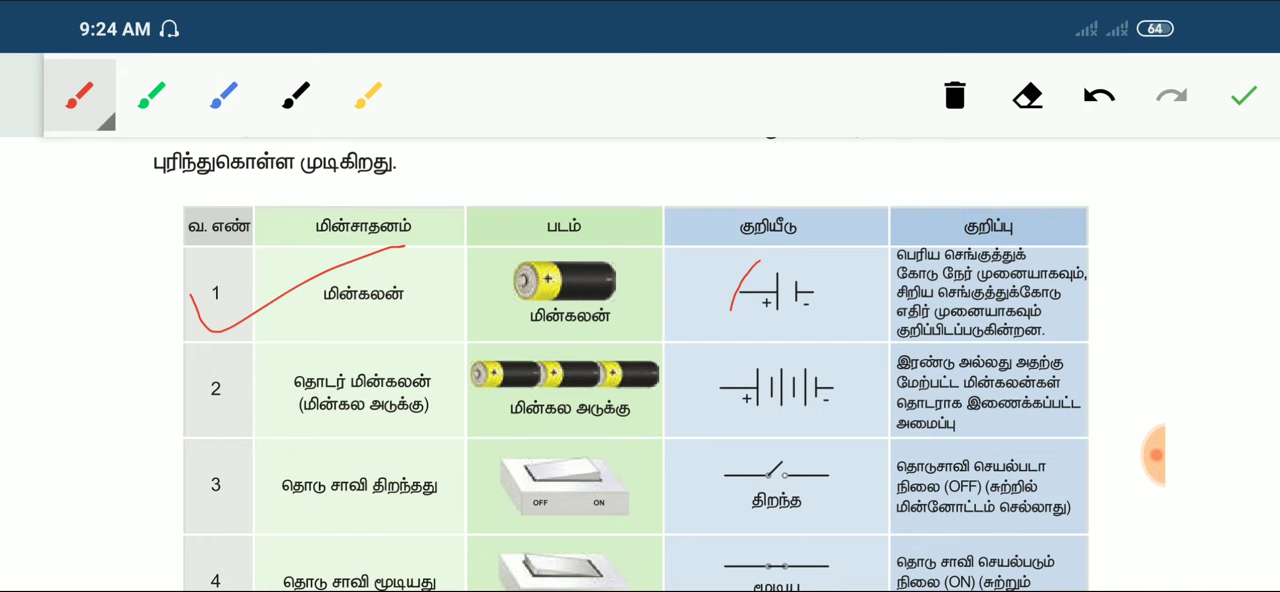 9:24 AM
64
புரிந்துகொள்ள முடிகிறது.
வ. எண் மின்சாதனம் படம் குறியீடு குறிப்பு
1 மின்கலன்
மின்கலன்
+ -
பெரிய செங்குத்துக்
கோடு நேர் முனையாகவும்,
சிறிய செங்குத்துக்கோடு
எதிர் முனையாகவும்
குறிப்பிடப்படுகின்றன.
2 தொடர் மின்கலன்
(மின்கல அடுக்கு)
+ + +
மின்கல அடுக்கு
+ -
இரண்டு அல்லது அதற்கு
மேற்பட்ட மின்கலன்கள்
தொடராக இணைக்கப்பட்ட
அமைப்பு
3 தொடு சாவி திறந்தது
OFF ON
திறந்த
தொடுசாவி செயல்படா
நிலை (OFF) (சுற்றில்
மின்னோட்டம் செல்லாது)
4 தொடு சாவி மூடியது
மூடிய
தொடு சாவி செயல்படும்
நிலை (ON) (சுற்றும்